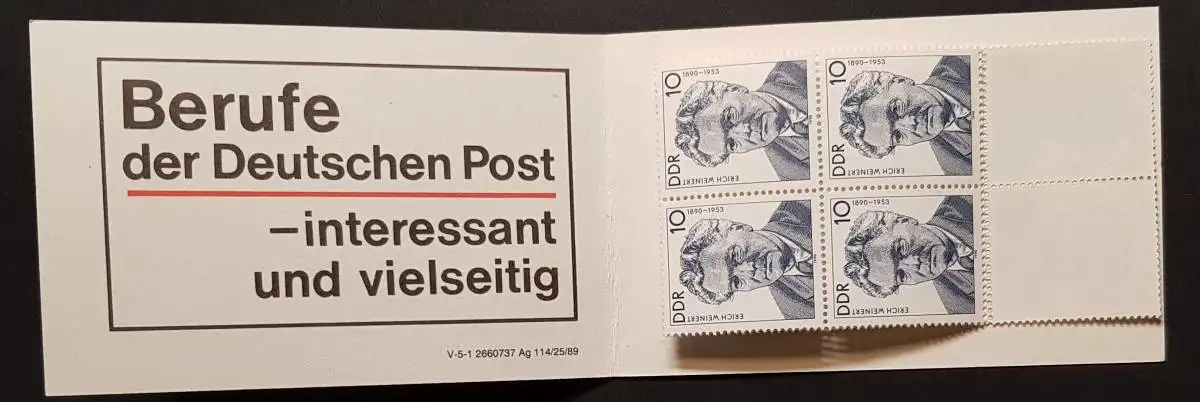 Berufe
der Deutschen Post
–interessant
und vielseitig
V-5-1 2660737 Ag 114/25/89
10
1890–1953
DDR
ERICH WEINERT
10
1890–1953
DDR
ERICH WEINERT
10
1890–1953
DDR
ERICH WEINERT
10
1890–1953
DDR
ERICH WEINERT